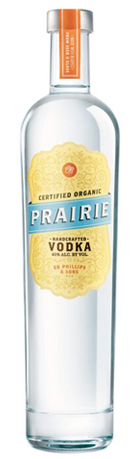 CERTIFIED ORGANIC
PRAIRIE
HANDCRAFTED
VODKA
40% ALC. BY VOL.
ED PHILLIPS
& SONS